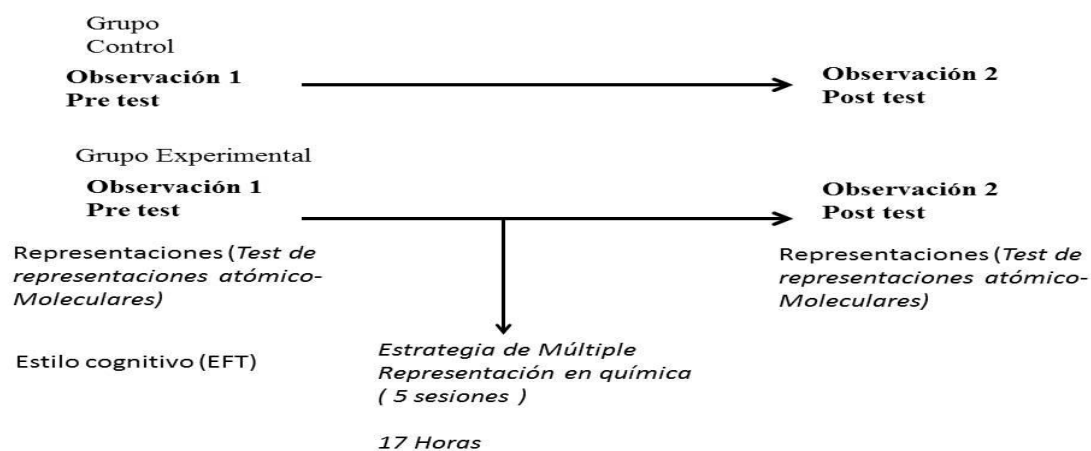 Grupo
Control
Observación 1
Pre test
Observación 2
Post test
Grupo Experimental
Observación 1
Pre test
Observación 2
Post test
Representaciones (Test de
representaciones atómico-
Moleculares)
Representaciones (Test de
representaciones atómico-
Moleculares)
Estilo cognitivo (EFT)
Estrategia de Múltiple
Representación en química
( 5 sesiones )
17 Horas